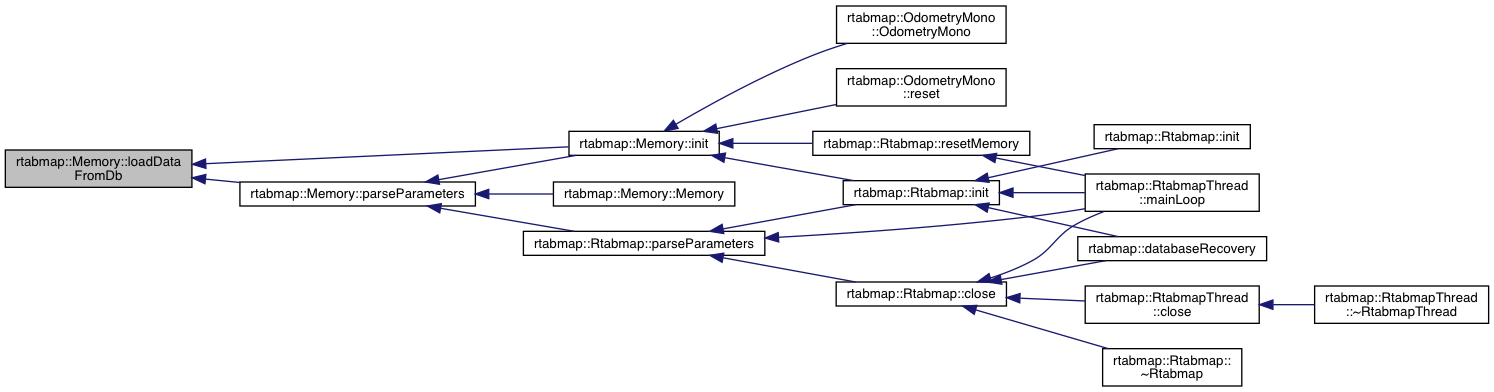 rtabmap::Memory::loadData
FromDb
rtabmap::Memory::init
rtabmap::OdometryMono
::OdometryMono
rtabmap::OdometryMono
::reset
rtabmap::Rtabmap::resetMemory
rtabmap::RtabmapThread
::mainLoop
rtabmap::Rtabmap::init
rtabmap::Rtabmap::init
rtabmap::databaseRecovery
rtabmap::Memory::parseParameters
rtabmap::Memory::Memory
rtabmap::Rtabmap::parseParameters
rtabmap::Rtabmap::close
rtabmap::RtabmapThread
::close
rtabmap::RtabmapThread
::~RtabmapThread
rtabmap::Rtabmap::
~Rtabmap